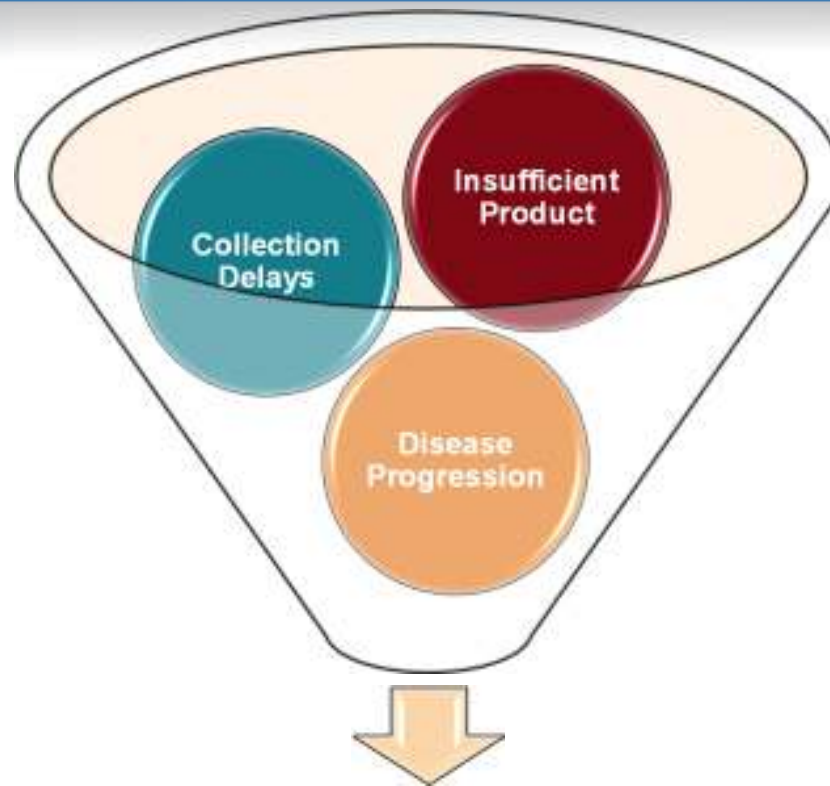 Insufficient
Product
Collection
Delays
Disease
Progression